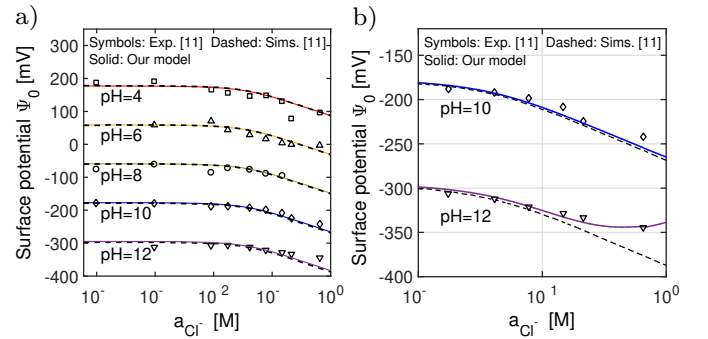 a)
Symbols: Exp. [11] Dashed: Sims. [11]
Solid: Our model
Surface potential Ψ0 [mV]
300
200
100
0
-100
-200
-300
-400
pH=4
pH=6
pH=8
pH=10
pH=12
10- 10- 10 2 10- 10 0
aCl- [M]
b)
Symbols: Exp. [11] Dashed: Sims. [11]
Solid: Our model
Surface potential Ψ0 [mV]
-150
-200
-250
-300
-350
-400
pH=10
pH=12
10- 10 1 10 0
aCl- [M]